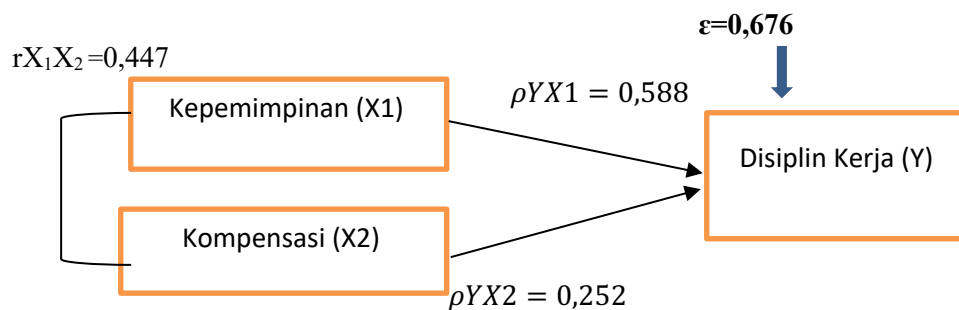 ε=0,676
rX₁X₂ =0,447
Kepemimpinan (X1)
ρYX1 = 0,588
Disiplin Kerja (Y)
Kompensasi (X2)
ρYX2 = 0,252